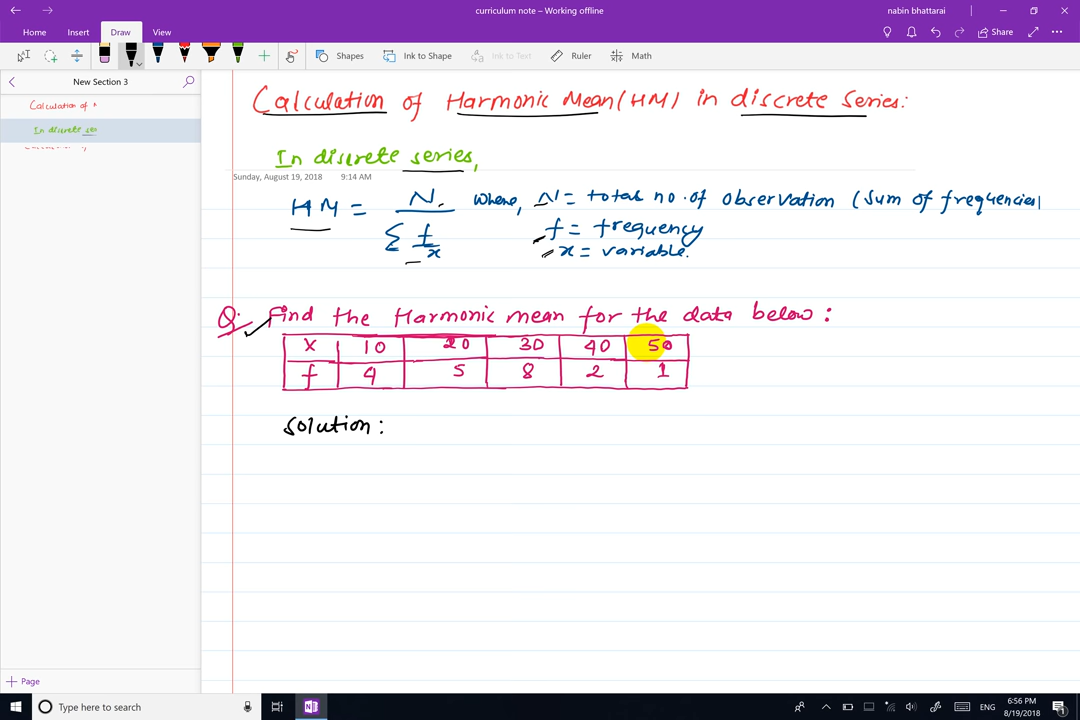 curriculum note – Working offline
nabin bhattarai
Home Insert Draw View
Share
Shapes Ink to Shape Ink to Text Ruler Math
New Section 3
Calculation of
In discrete seo
Calculation of Harmonic Mean (HM) in discrete series:
In discrete series,
Sunday, August 19, 2018 9:14 AM
HM = N / Σ f/x where, N = total no. of observation (sum of frequencies)
f = frequency
x = variable.
Q: Find the Harmonic mean for the data below:
X 10 20 30 40 50
f 4 5 8 2 1
Solution:
+ Page
Type here to search
ENG
6:56 PM
8/19/2018
1